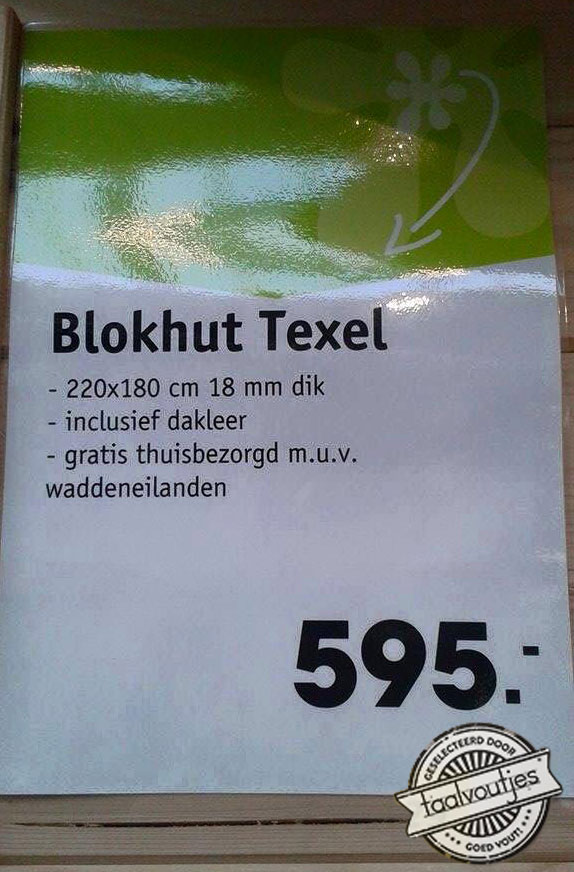 Blokhut Texel
- 220x180 cm 18 mm dik
- inclusief dakleer
- gratis thuisbezorgd m.u.v.
waddeneilanden
595.-
GESELECTEERD DOOR
taalvoutjes
GOED VOUT!